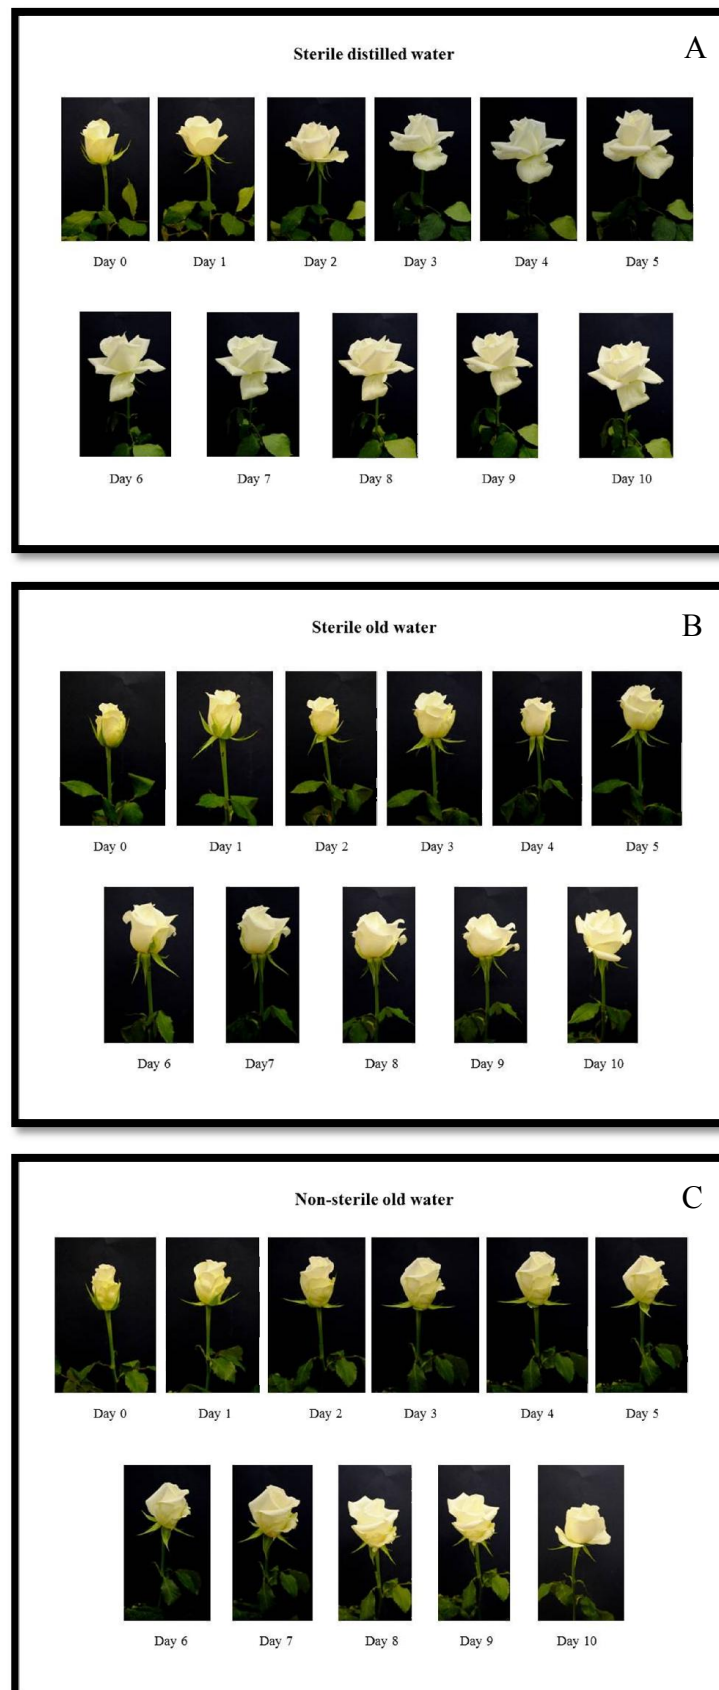 A
Sterile distilled water
Day 0 Day 1 Day 2 Day 3 Day 4 Day 5
Day 6 Day 7 Day 8 Day 9 Day 10
B
Sterile old water
Day 0 Day 1 Day 2 Day 3 Day 4 Day 5
Day 6 Day7 Day 8 Day 9 Day 10
C
Non-sterile old water
Day 0 Day 1 Day 2 Day 3 Day 4 Day 5
Day 6 Day 7 Day 8 Day 9 Day 10